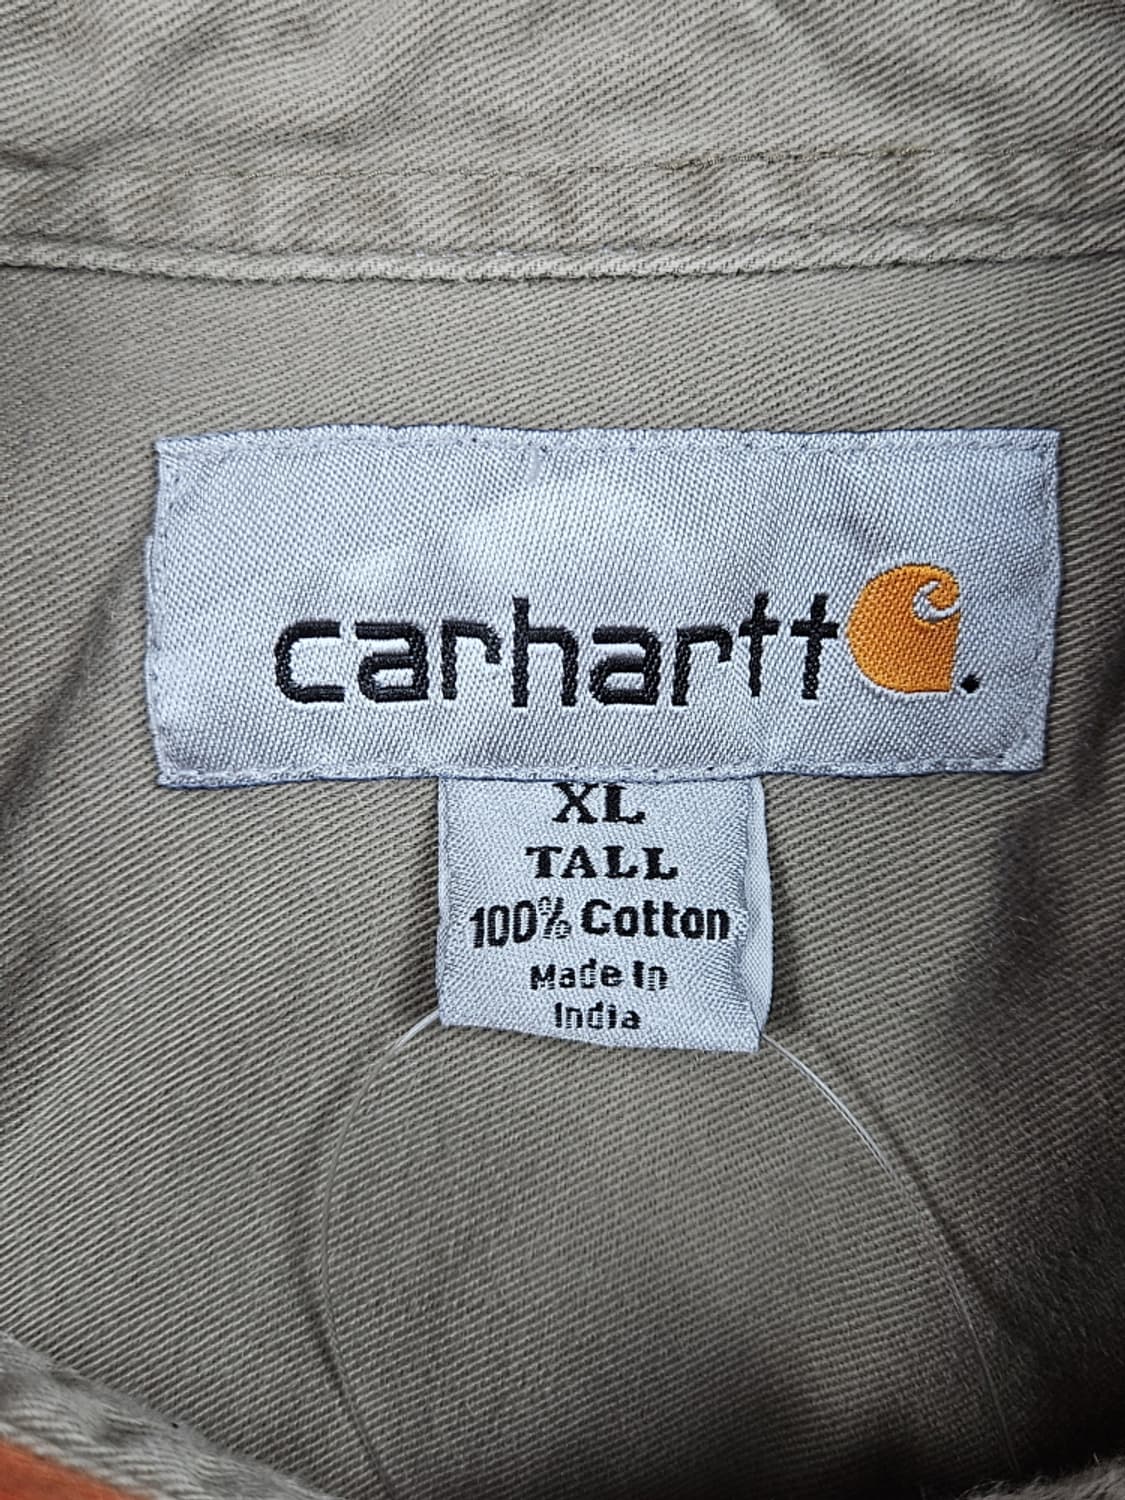 carhartt
XL
TALL
100% Cotton
Made In
India